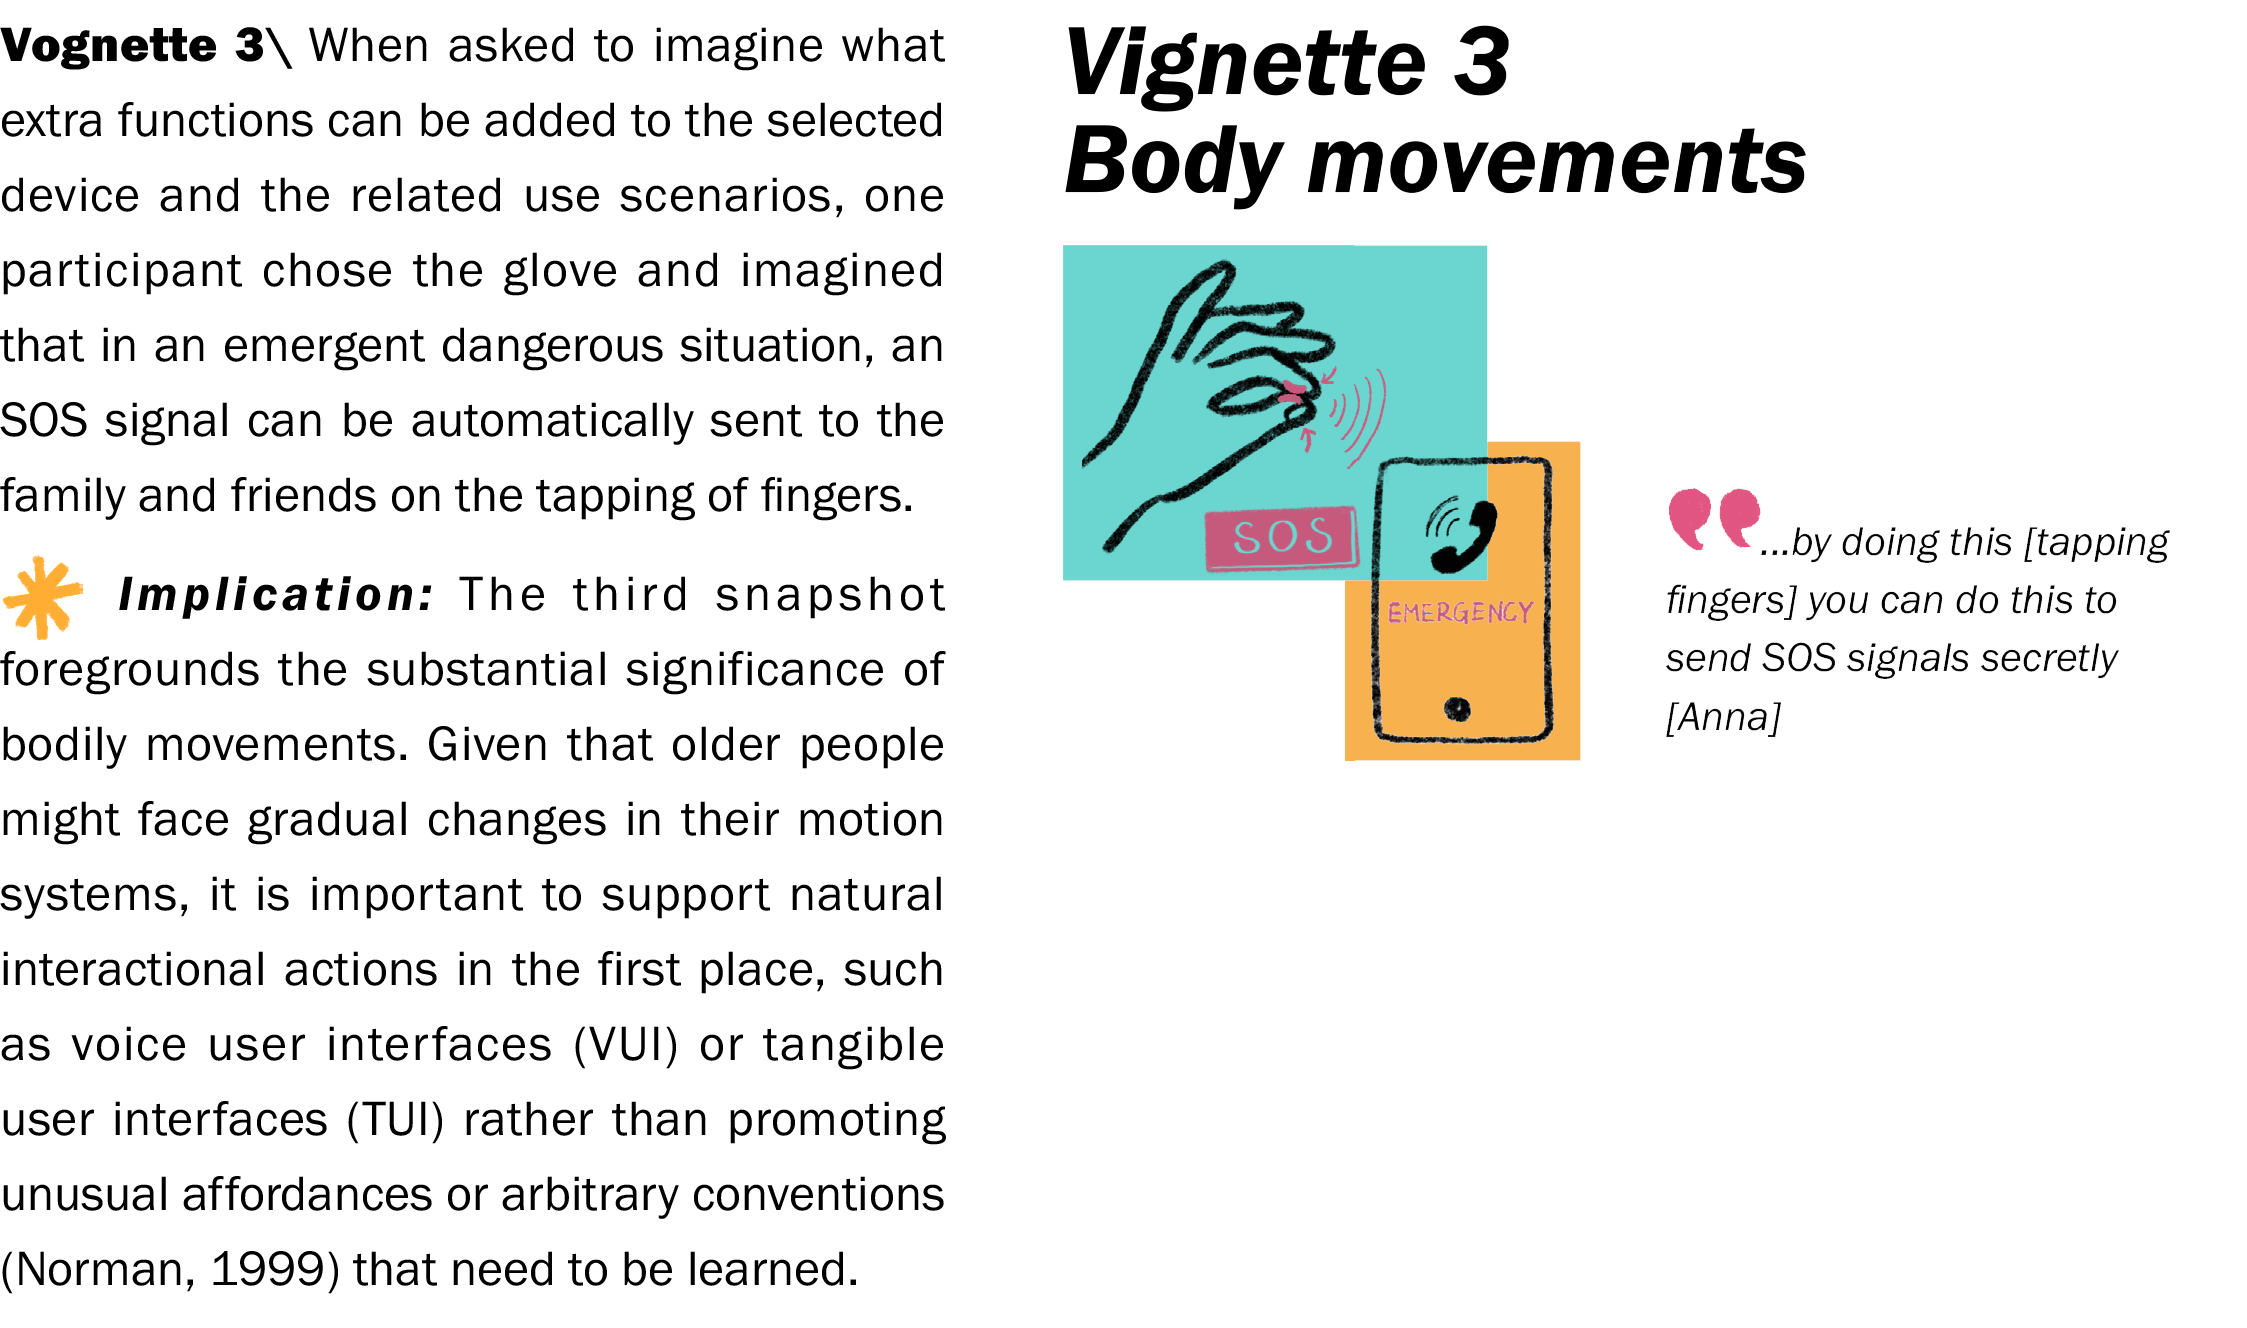 Vognette 3\ When asked to imagine what
extra functions can be added to the selected
device and the related use scenarios, one
participant chose the glove and imagined
that in an emergent dangerous situation, an
SOS signal can be automatically sent to the
family and friends on the tapping of fingers.
Implication: The third snapshot
foregrounds the substantial significance of
bodily movements. Given that older people
might face gradual changes in their motion
systems, it is important to support natural
interactional actions in the first place, such
as voice user interfaces (VUI) or tangible
user interfaces (TUI) rather than promoting
unusual affordances or arbitrary conventions
(Norman, 1999) that need to be learned.
Vignette 3
Body movements
SOS
EMERGENCY
...by doing this [tapping
fingers] you can do this to
send SOS signals secretly
[Anna]